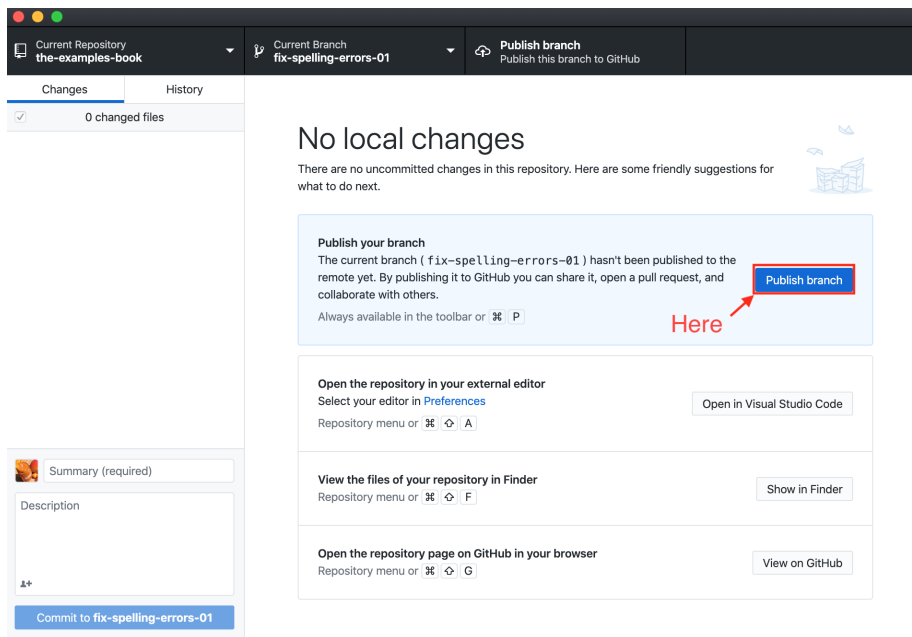 Current Repository
the-examples-book
Current Branch
fix-spelling-errors-01
Publish branch
Publish this branch to GitHub
Changes
History
0 changed files
No local changes
There are no uncommitted changes in this repository. Here are some friendly suggestions for
what to do next.
Publish your branch
The current branch ( fix-spelling-errors-01 ) hasn't been published to the
remote yet. By publishing it to GitHub you can share it, open a pull request, and
collaborate with others.
Always available in the toolbar or ⌘ P
Publish branch
Here
Open the repository in your external editor
Select your editor in Preferences
Repository menu or ⌘ ⇧ A
Open in Visual Studio Code
View the files of your repository in Finder
Repository menu or ⌘ ⇧ F
Show in Finder
Open the repository page on GitHub in your browser
Repository menu or ⌘ ⇧ G
View on GitHub
Summary (required)
Description
Commit to fix-spelling-errors-01